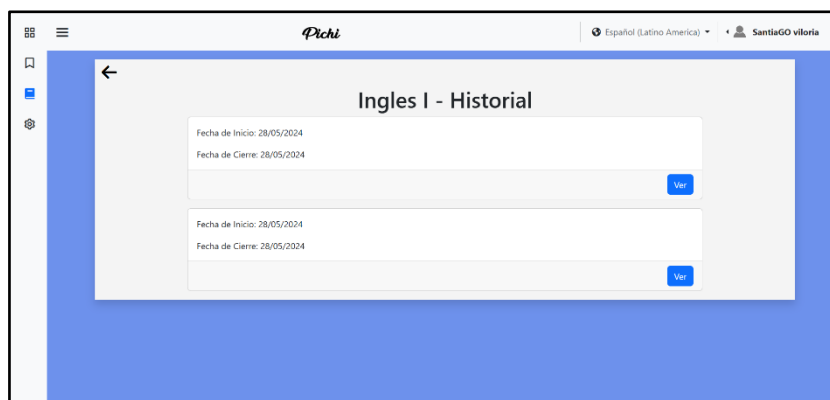 Pichi
Español (Latino America)
SantiaGO viloria
Ingles I - Historial
Fecha de Inicio: 28/05/2024
Fecha de Cierre: 28/05/2024
Ver
Fecha de Inicio: 28/05/2024
Fecha de Cierre: 28/05/2024
Ver